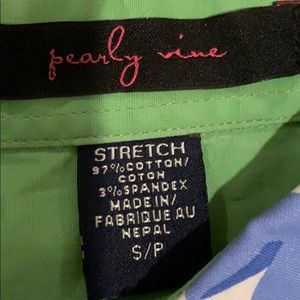 pearly vine
STRETCH
97%COTTON/
COTON
3%SPANDEX
MADE IN/
FABRIQUE AU
NEPAL
S/P